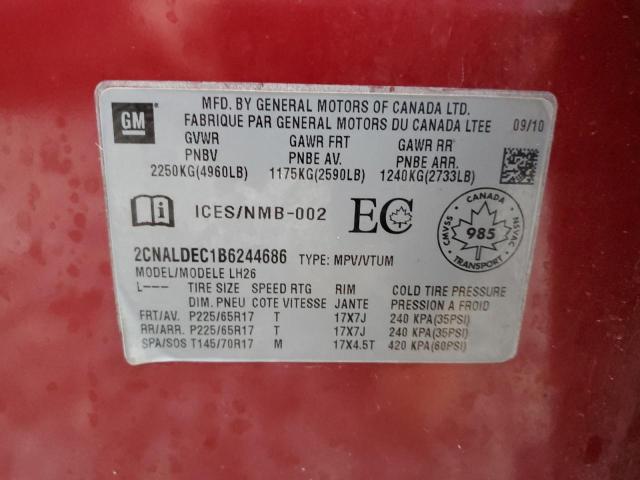 GM
MFD. BY GENERAL MOTORS OF CANADA LTD.
FABRIQUE PAR GENERAL MOTORS DU CANADA LTEE 09/10
GVWR GAWR FRT GAWR RR
PNBV PNBE AV. PNBE ARR.
2250KG(4960LB) 1175KG(2590LB) 1240KG(2733LB)
ICES/NMB-002 EC
CANADA
CMVSS 985 NSVAC
TRANSPORT
2CNALDEC1B6244686 TYPE: MPV/VTUM
MODEL/MODELE LH26
L--- TIRE SIZE SPEED RTG RIM COLD TIRE PRESSURE
DIM. PNEU COTE VITESSE JANTE PRESSION A FROID
FRT/AV. P225/65R17 T 17X7J 240 KPA(35PSI)
RR/ARR. P225/65R17 T 17X7J 240 KPA(35PSI)
SPA/SOS T145/70R17 M 17X4.5T 420 KPA(60PSI)